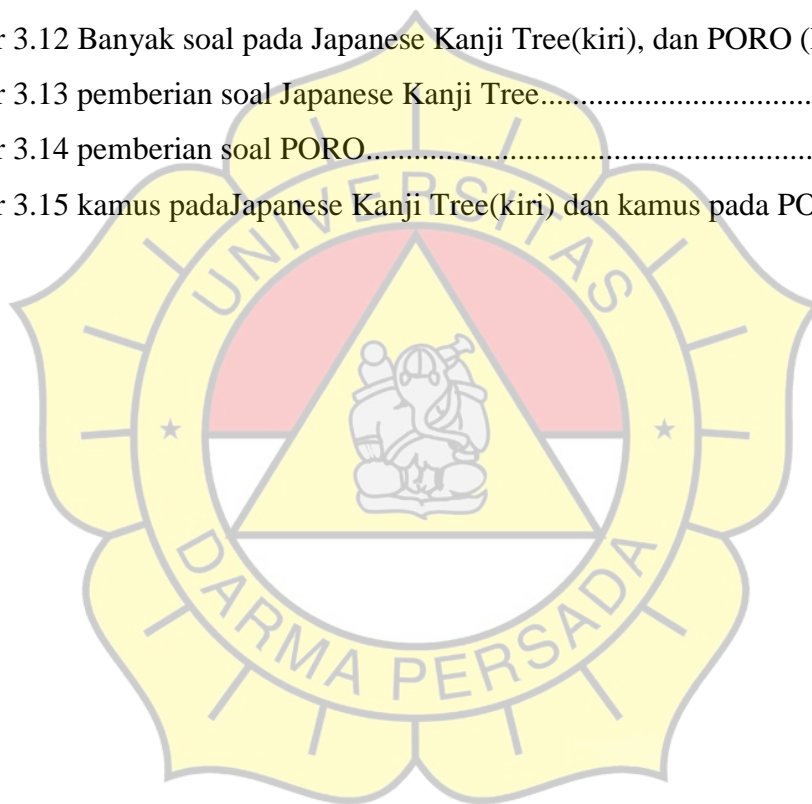 r 3.12 Banyak soal pada Japanese Kanji Tree(kiri), dan PORO (
r 3.13 pemberian soal Japanese Kanji Tree....................................
r 3.14 pemberian soal PORO...............................................................
r 3.15 kamus padaJapanese Kanji Tree(kiri) dan kamus pada PO
UNIVERSITAS
DARMA PERSADA